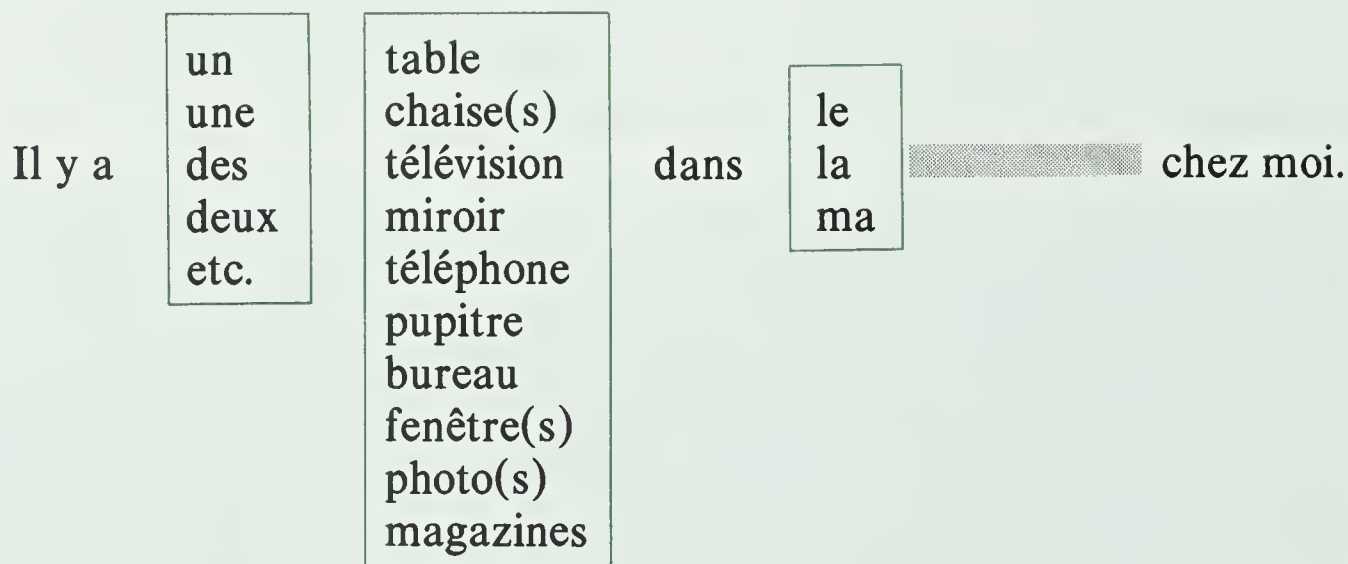 Il y a
un
une
des
deux
etc.
table
chaise(s)
télévision
miroir
téléphone
pupitre
bureau
fenêtre(s)
photo(s)
magazines
dans
le
la
ma
chez moi.